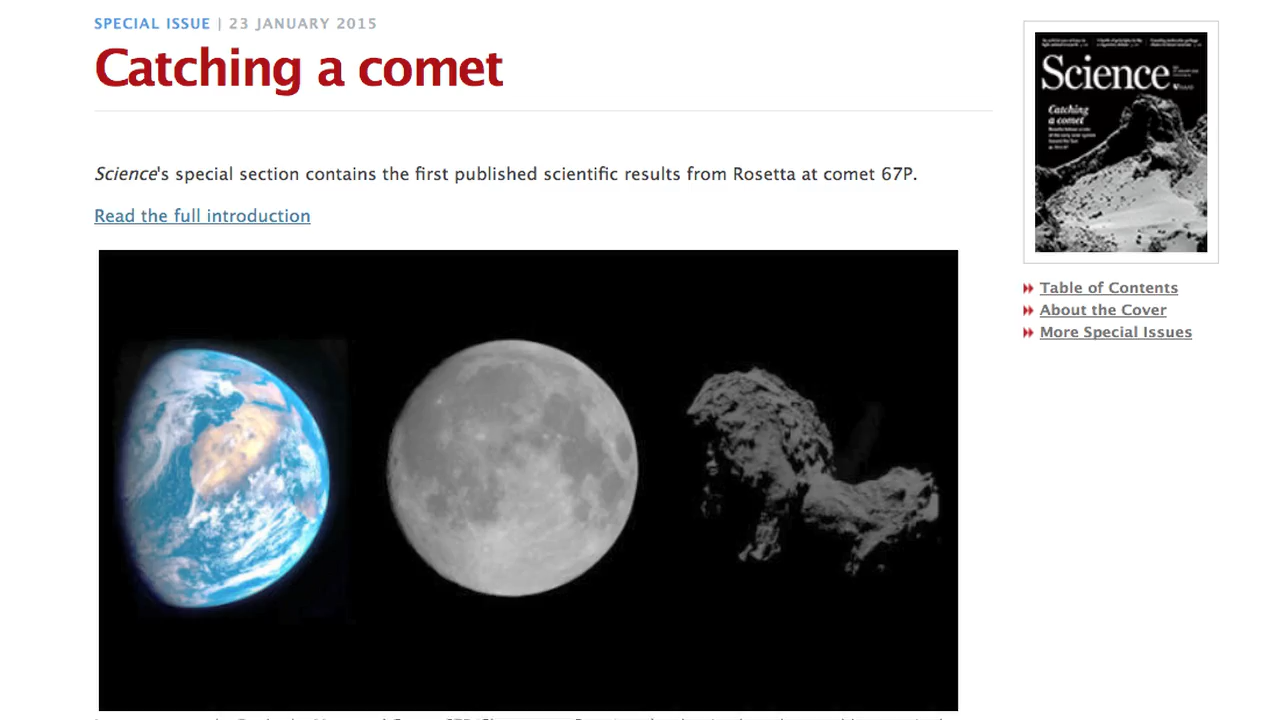 SPECIAL ISSUE | 23 JANUARY 2015
Catching a comet
Science's special section contains the first published scientific results from Rosetta at comet 67P.
Read the full introduction
Science
Catching
a comet
Table of Contents
About the Cover
More Special Issues